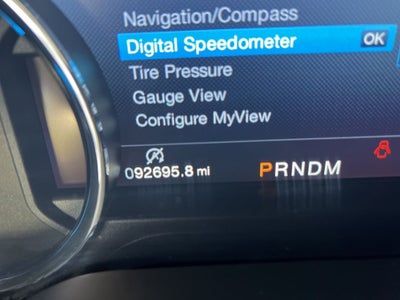 Navigation/Compass
Digital Speedometer OK
Tire Pressure
Gauge View
Configure MyView
092695.8 mi PRNDM